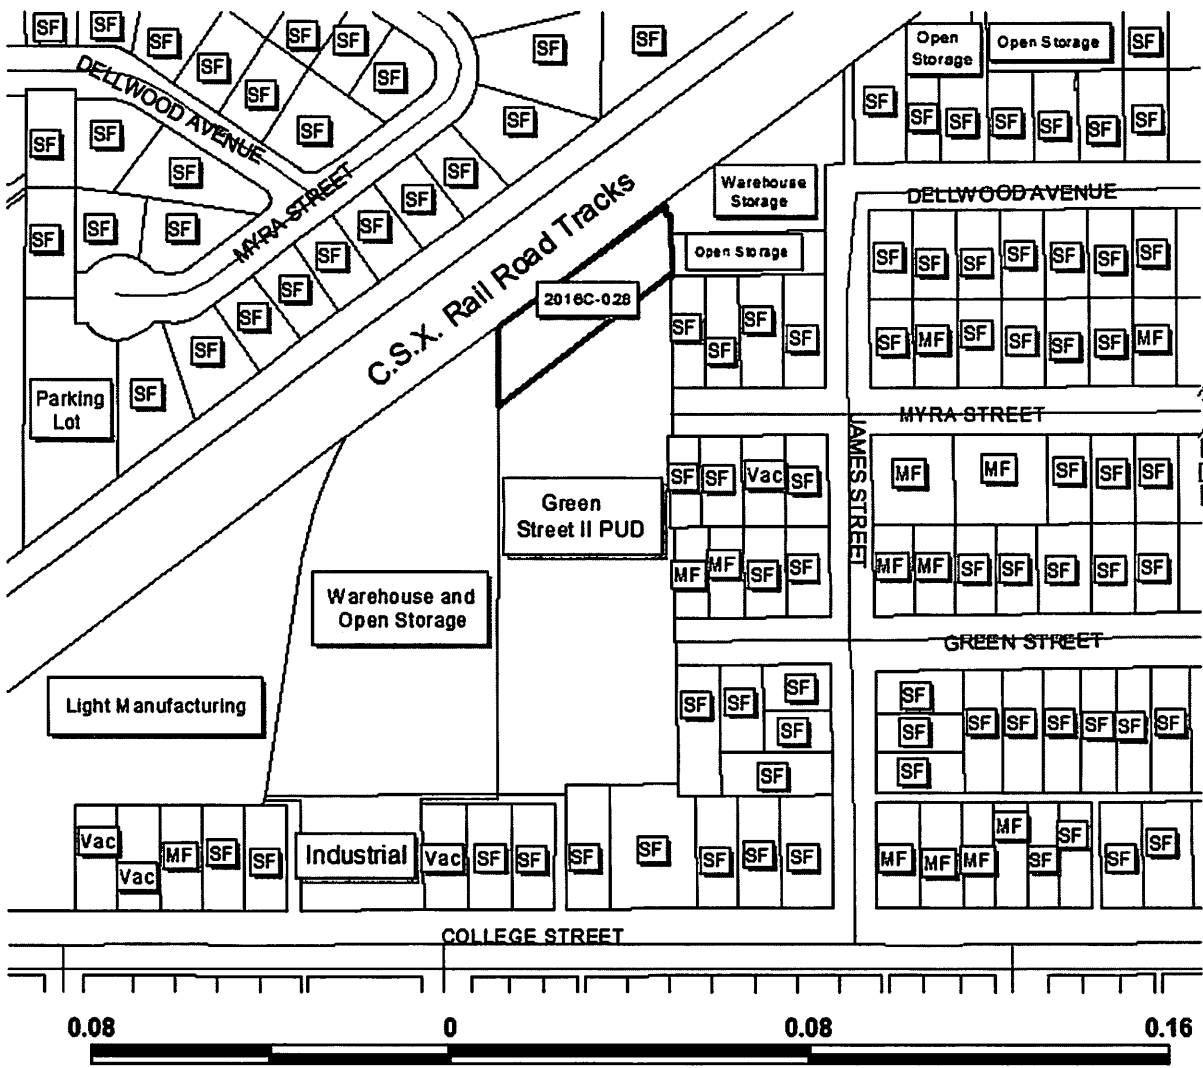 SF SF SF SF SF SF SF SF SF Open Storage Open Storage SF
DELLWOOD AVENUE
SF SF SF SF
SF SF SF SF SF SF SF SF SF
SF SF SF
MYRA STREET
Warehouse
Storage
DELLWOOD AVENUE
SF SF SF SF SF
Open Storage
SF SF SF SF SF SF SF
C.S.X. Rail Road Tracks
2016C-028
SF SF SF
SF SF SF SF
SF MF SF SF SF SF MF
Parking
Lot
SF
MYRA STREET
JAMES STREET
SF SF Vac SF
MF MF SF SF SF
Green
Street II PUD
MF MF SF SF
MF MF SF SF SF SF SF
Warehouse and
Open Storage
GREEN STREET
Light Manufacturing
SF SF SF
SF
SF
SF
SF
SF
SF SF SF SF SF SF
Vac Vac MF SF SF
Industrial
Vac SF SF SF SF SF SF SF
MF MF MF MF SF SF SF SF
COLLEGE STREET
0.08 0 0.08 0.16